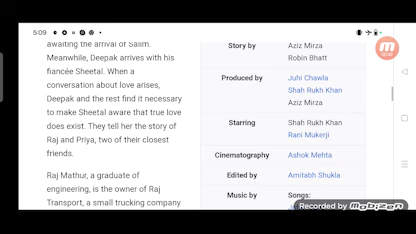 5:09
awaiting the arrival of Salim.
Meanwhile, Deepak arrives with his
fiancée Sheetal. When a
conversation about love arises,
Deepak and the rest find it necessary
to make Sheetal aware that true love
does exist. They tell her the story of
Raj and Priya, two of their closest
friends.
Raj Mathur, a graduate of
engineering, is the owner of Raj
Transport, a small trucking company
Story by
Aziz Mirza
Robin Bhatt
Produced by
Juhi Chawla
Shah Rukh Khan
Aziz Mirza
Starring
Shah Rukh Khan
Rani Mukerji
Cinematography
Ashok Mehta
Edited by
Amitabh Shukla
Music by
Songs:
Recorded by MOBIZEN